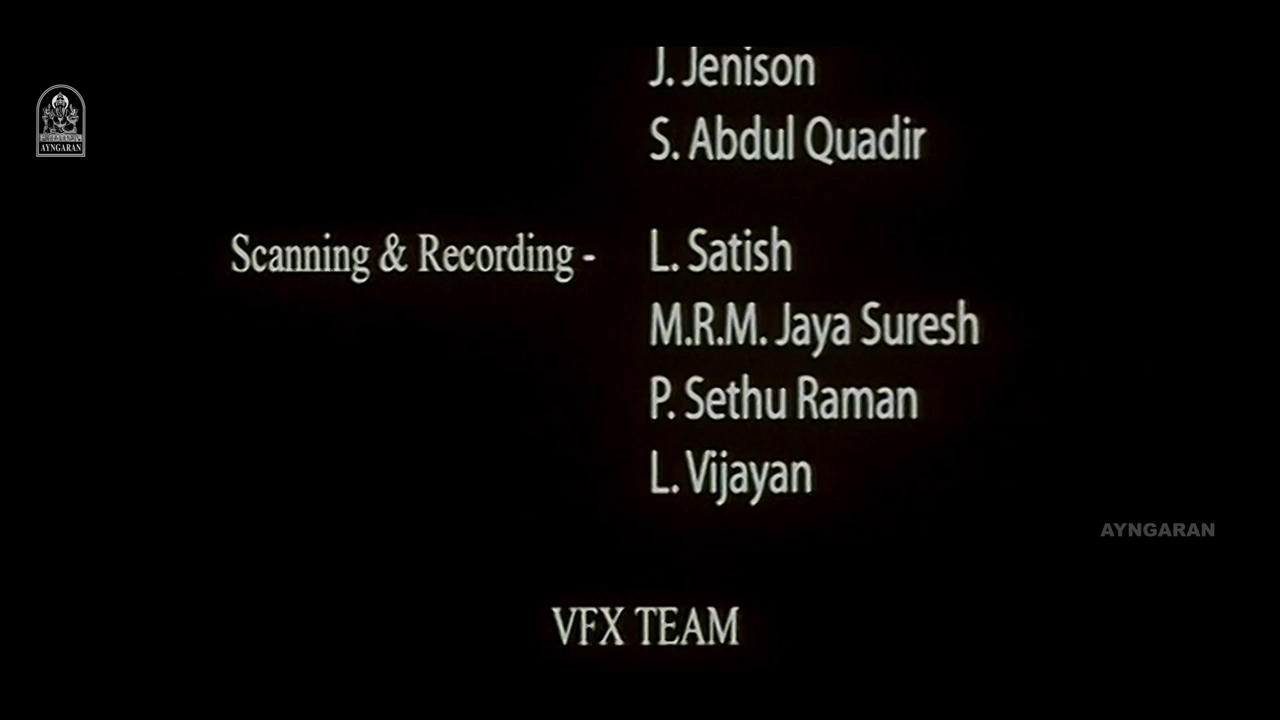 J. Jenison
S. Abdul Quadir
AYNGARAN
Scanning & Recording - L. Satish
M.R.M. Jaya Suresh
P. Sethu Raman
L. Vijayan
AYNGARAN
VFX TEAM